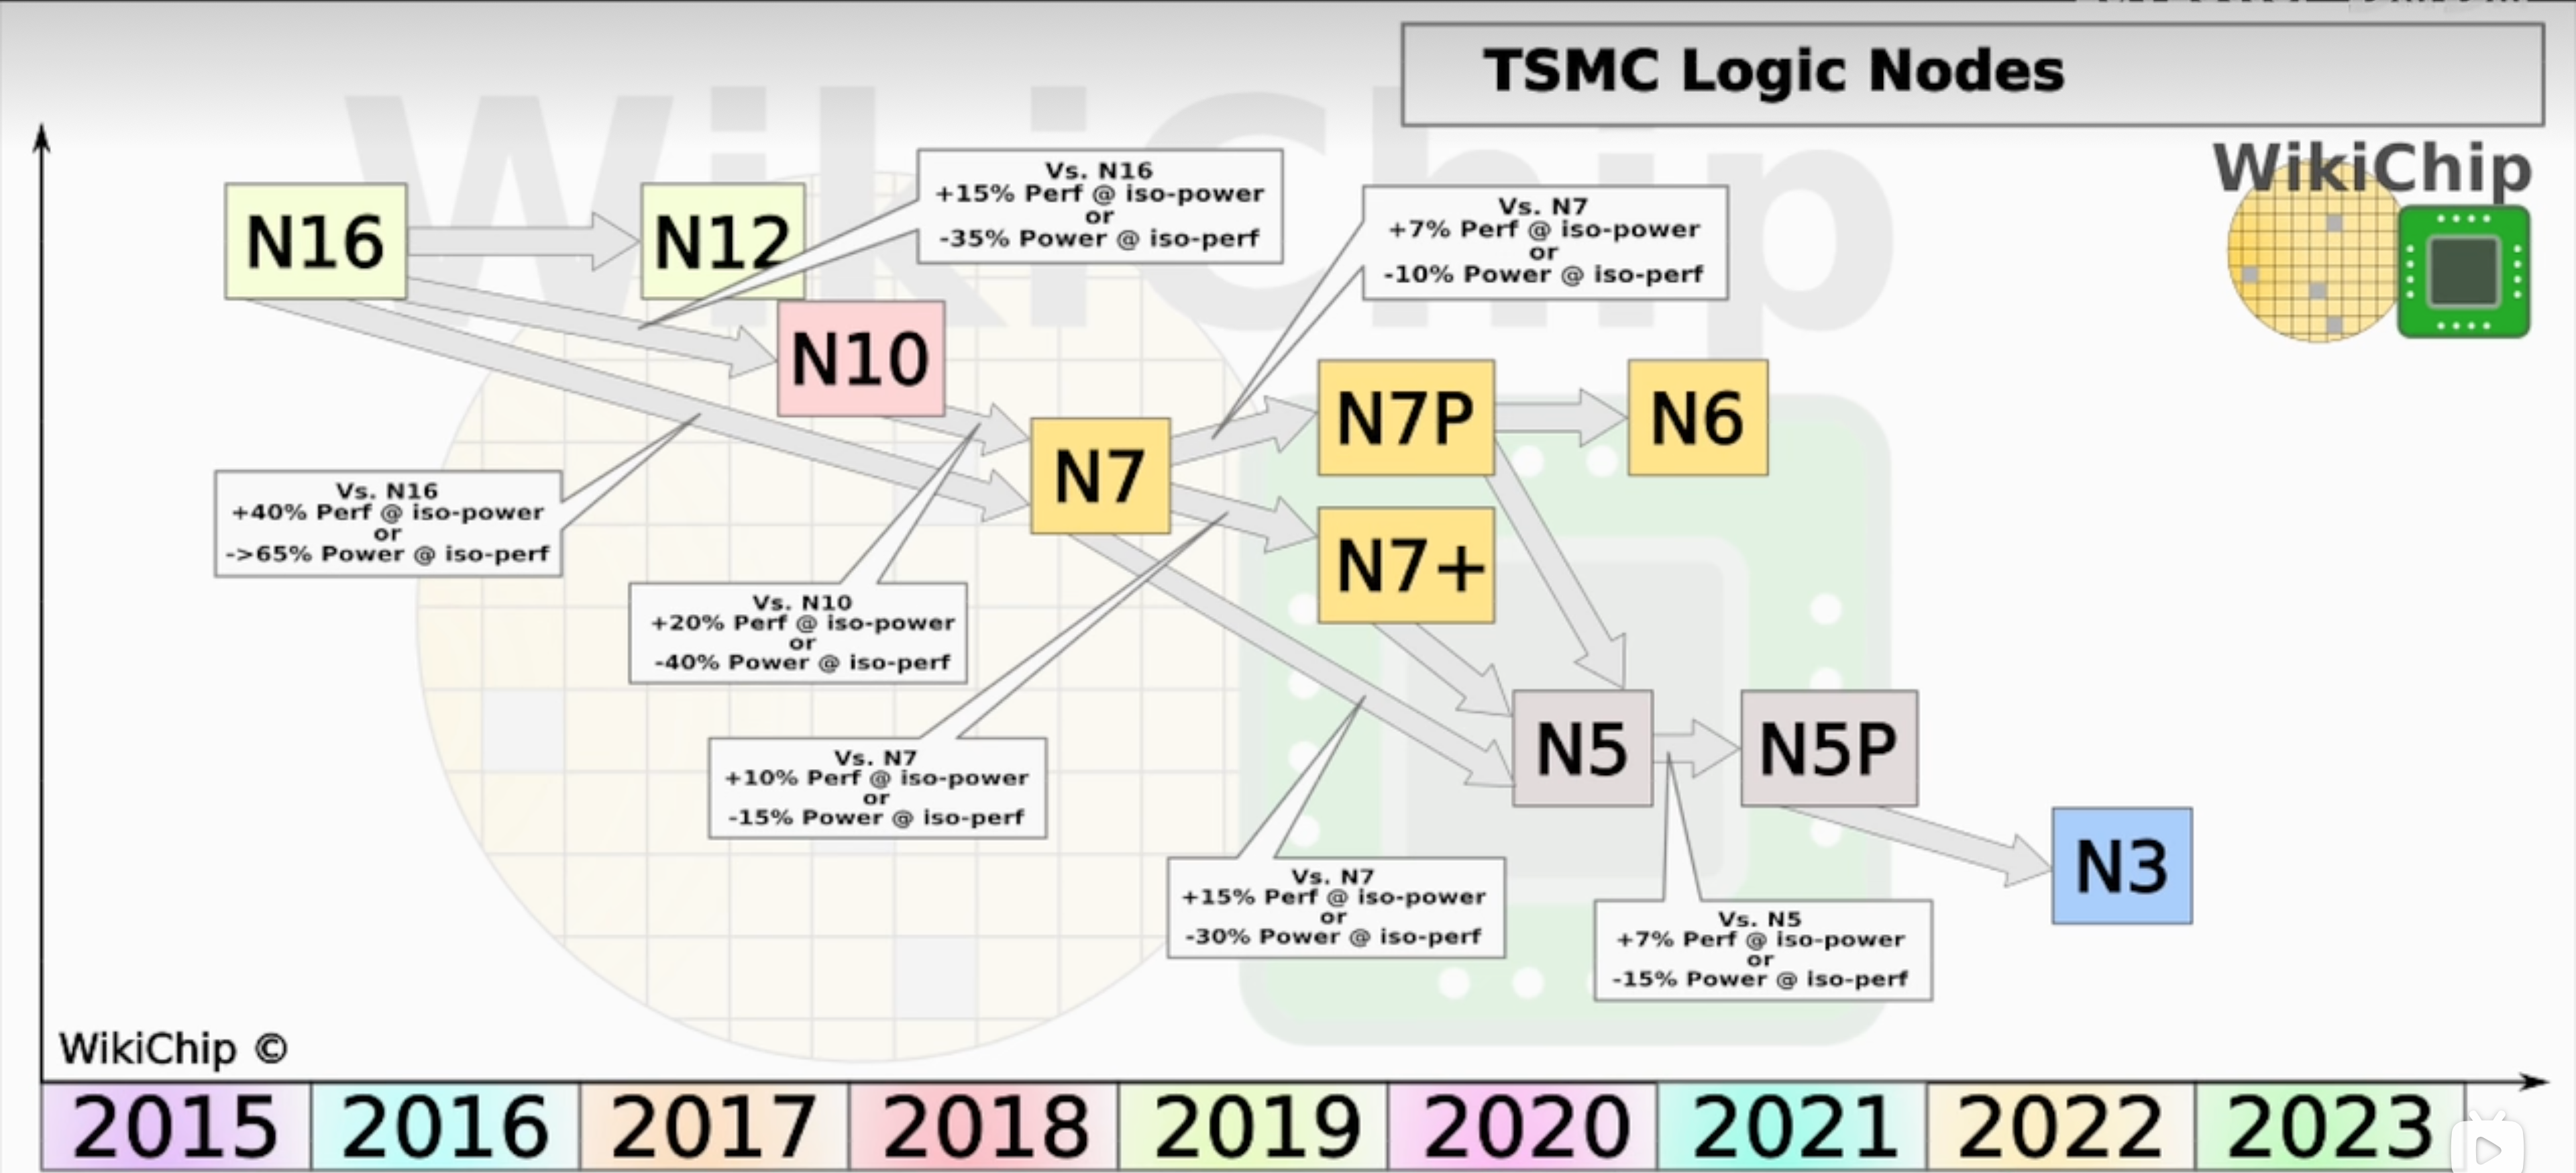 TSMC Logic Nodes
WikiChip
WikiChip
N16
N12
Vs. N16
+15% Perf @ iso-power
or
-35% Power @ iso-perf
Vs. N7
+7% Perf @ iso-power
or
-10% Power @ iso-perf
N10
N7P
N6
N7
Vs. N16
+40% Perf @ iso-power
or
->65% Power @ iso-perf
N7+
Vs. N10
+20% Perf @ iso-power
or
-40% Power @ iso-perf
N5
N5P
Vs. N7
+10% Perf @ iso-power
or
-15% Power @ iso-perf
N3
Vs. N7
+15% Perf @ iso-power
or
-30% Power @ iso-perf
Vs. N5
+7% Perf @ iso-power
or
-15% Power @ iso-perf
WikiChip ©
2015 2016 2017 2018 2019 2020 2021 2022 2023